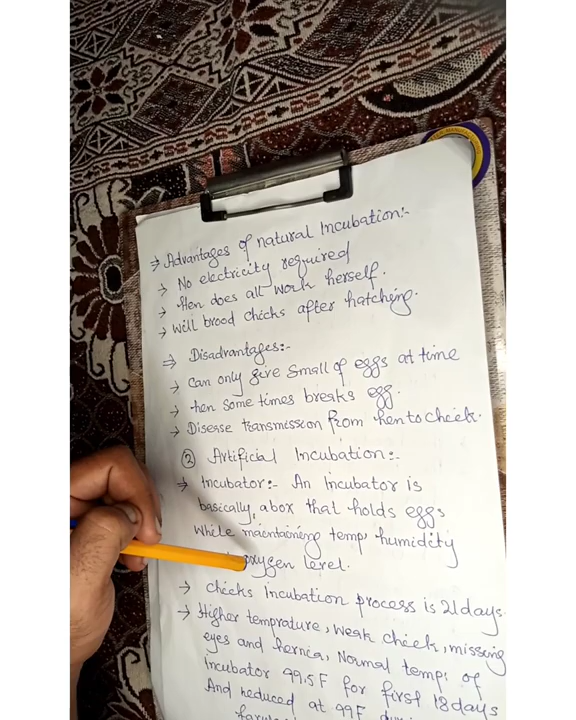 ⇒ Advantages of natural Incubation:-
→ No electricity required
→ Hen does all work herself.
→ will brood chicks after hatching.
⇒ Disadvantages:-
→ Can only give small of eggs at time
→ hen some times breaks egg.
→ Disease transmission from hen to cheek.
② Artificial Incubation:-
→ Incubator:- An incubator is
basically, a box that holds eggs
while maintaining temp, humidity
oxygen level.
→ cheeks incubation process is 21 days.
→ Higher temprature, weak cheek, missing
eyes and hernia, Normal temp: of
incubator 99.5 F for first 18 days
And reduced at 99F